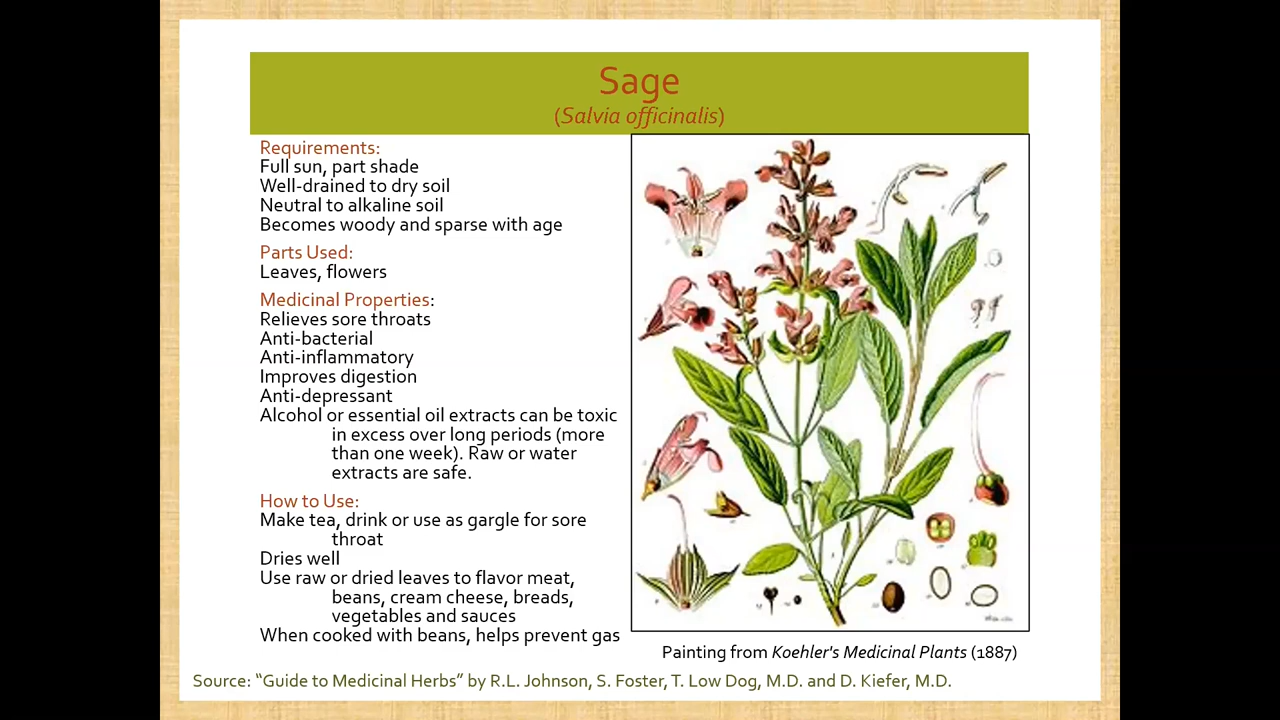 Sage
(Salvia officinalis)
Requirements:
Full sun, part shade
Well-drained to dry soil
Neutral to alkaline soil
Becomes woody and sparse with age
Parts Used:
Leaves, flowers
Medicinal Properties:
Relieves sore throats
Anti-bacterial
Anti-inflammatory
Improves digestion
Anti-depressant
Alcohol or essential oil extracts can be toxic
in excess over long periods (more
than one week). Raw or water
extracts are safe.
How to Use:
Make tea, drink or use as gargle for sore
throat
Dries well
Use raw or dried leaves to flavor meat,
beans, cream cheese, breads,
vegetables and sauces
When cooked with beans, helps prevent gas
Painting from Koehler's Medicinal Plants (1887)
Source: “Guide to Medicinal Herbs” by R.L. Johnson, S. Foster, T. Low Dog, M.D. and D. Kiefer, M.D.